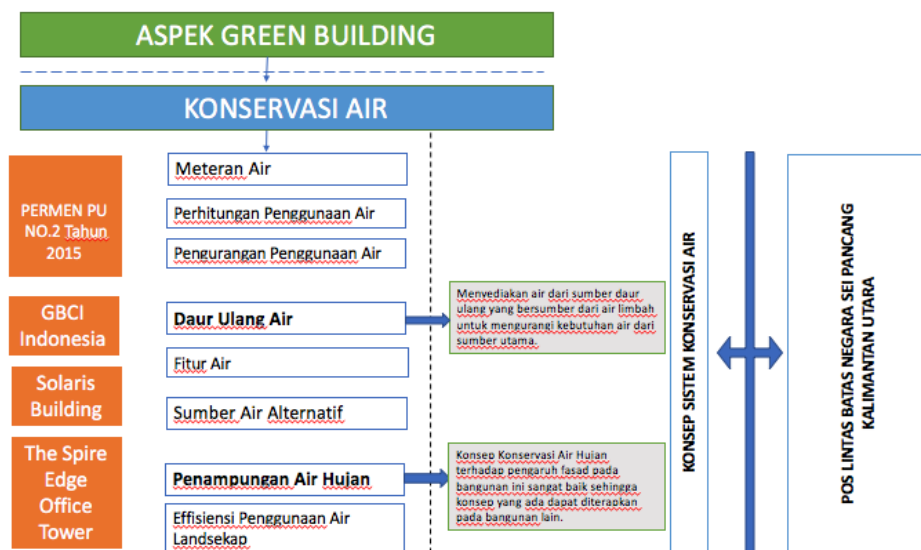 ASPEK GREEN BUILDING
KONSERVASI AIR
PERMEN PU
NO.2 Tahun
2015
GBCI
Indonesia
Solaris
Building
The Spire
Edge
Office
Tower
Meteran Air
Perhitungan Penggunaan Air
Pengurangan Penggunaan Air
Daur Ulang Air
Fitur Air
Sumber Air Alternatif
Penampungan Air Hujan
Effisiensi Penggunaan Air
Landsekap
Menyediakan air dari sumber daur
ulang yang bersumber dari air limbah
untuk mengurangi kebutuhan air dari
sumber utama.
Konsep Konservasi Air Hujan
terhadap pengaruh fasad pada
bangunan ini sangat baik sehingga
konsep yang ada dapat diterapkan
pada bangunan lain.
KONSEP SISTEM KONSERVASI AIR
POS LINTAS BATAS NEGARA SEI PANCANG
KALIMANTAN UTARA